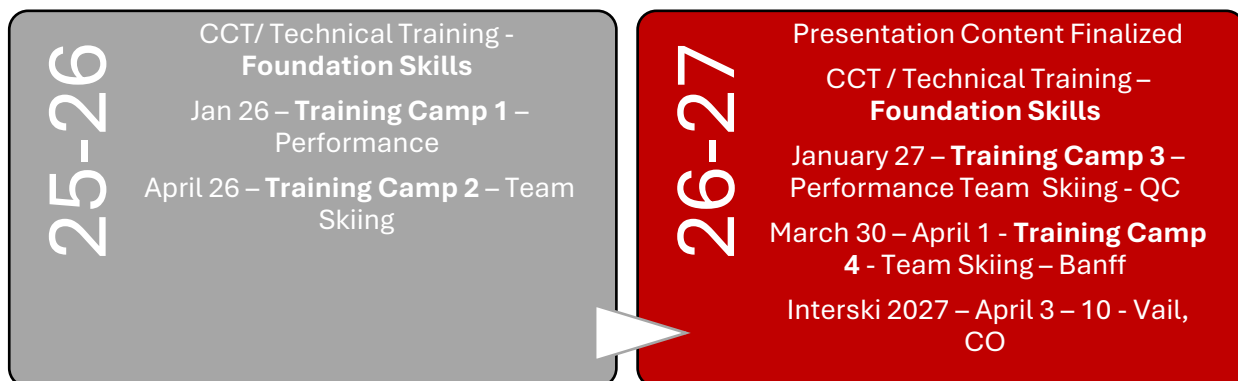 25-26
CCT/ Technical Training -
Foundation Skills
Jan 26 – Training Camp 1 –
Performance
April 26 – Training Camp 2 – Team
Skiing
26-27
Presentation Content Finalized
CCT / Technical Training –
Foundation Skills
January 27 – Training Camp 3 –
Performance Team  Skiing - QC
March 30 – April 1 - Training Camp
4 - Team Skiing – Banff
Interski 2027 – April 3 – 10 - Vail,
CO